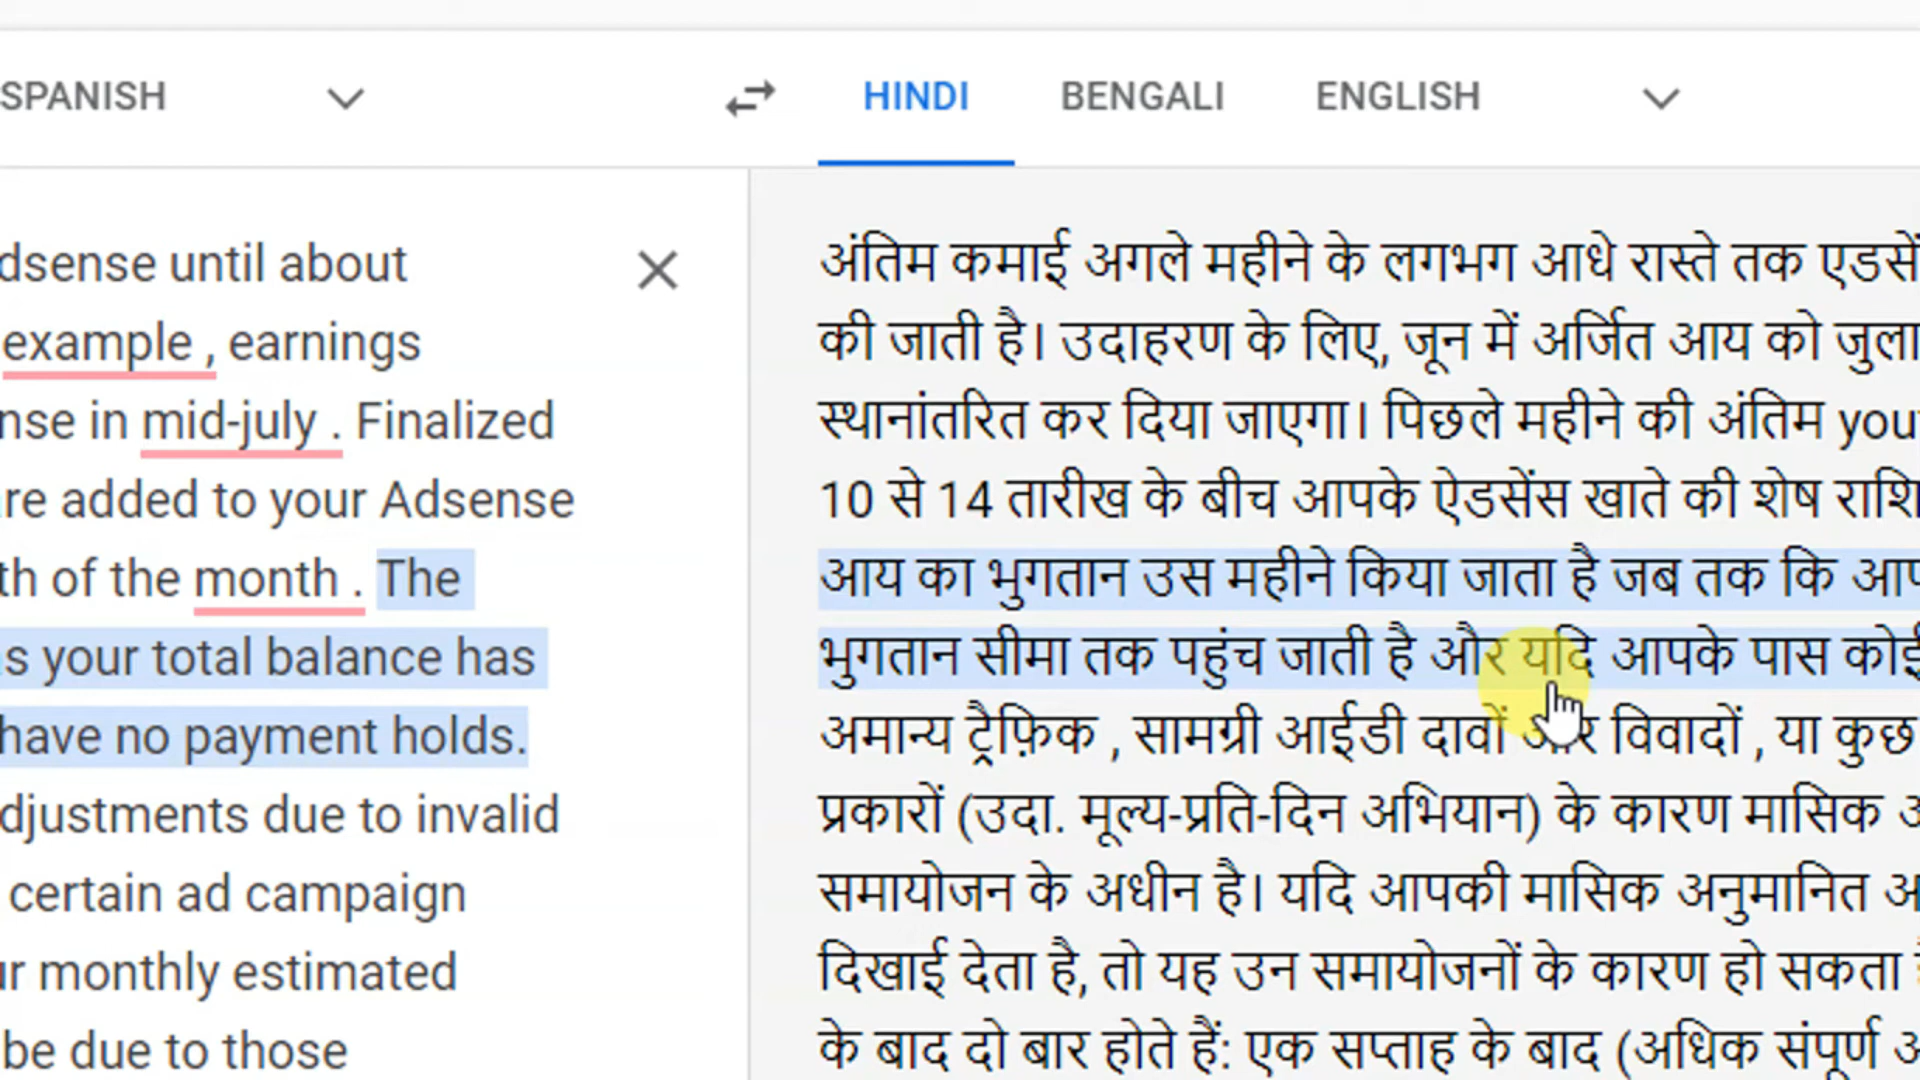 SPANISH
HINDI BENGALI ENGLISH
dsense until about
example , earnings
nse in mid-july . Finalized
re added to your Adsense
th of the month . The
s your total balance has
have no payment holds.
djustments due to invalid
certain ad campaign
ur monthly estimated
be due to those
अंतिम कमाई अगले महीने के लगभग आधे रास्ते तक एडसें
की जाती है। उदाहरण के लिए, जून में अर्जित आय को जुला
स्थानांतरित कर दिया जाएगा। पिछले महीने की अंतिम you
10 से 14 तारीख के बीच आपके ऐडसेंस खाते की शेष राशि
आय का भुगतान उस महीने किया जाता है जब तक कि आप
भुगतान सीमा तक पहुंच जाती है और यदि आपके पास कोई
अमान्य ट्रैफ़िक , सामग्री आईडी दावों और विवादों , या कुछ
प्रकारों (उदा. मूल्य-प्रति-दिन अभियान) के कारण मासिक
समायोजन के अधीन है। यदि आपकी मासिक अनुमानित
दिखाई देता है, तो यह उन समायोजनों के कारण हो सकता
के बाद दो बार होते हैं: एक सप्ताह के बाद (अधिक संपूर्ण